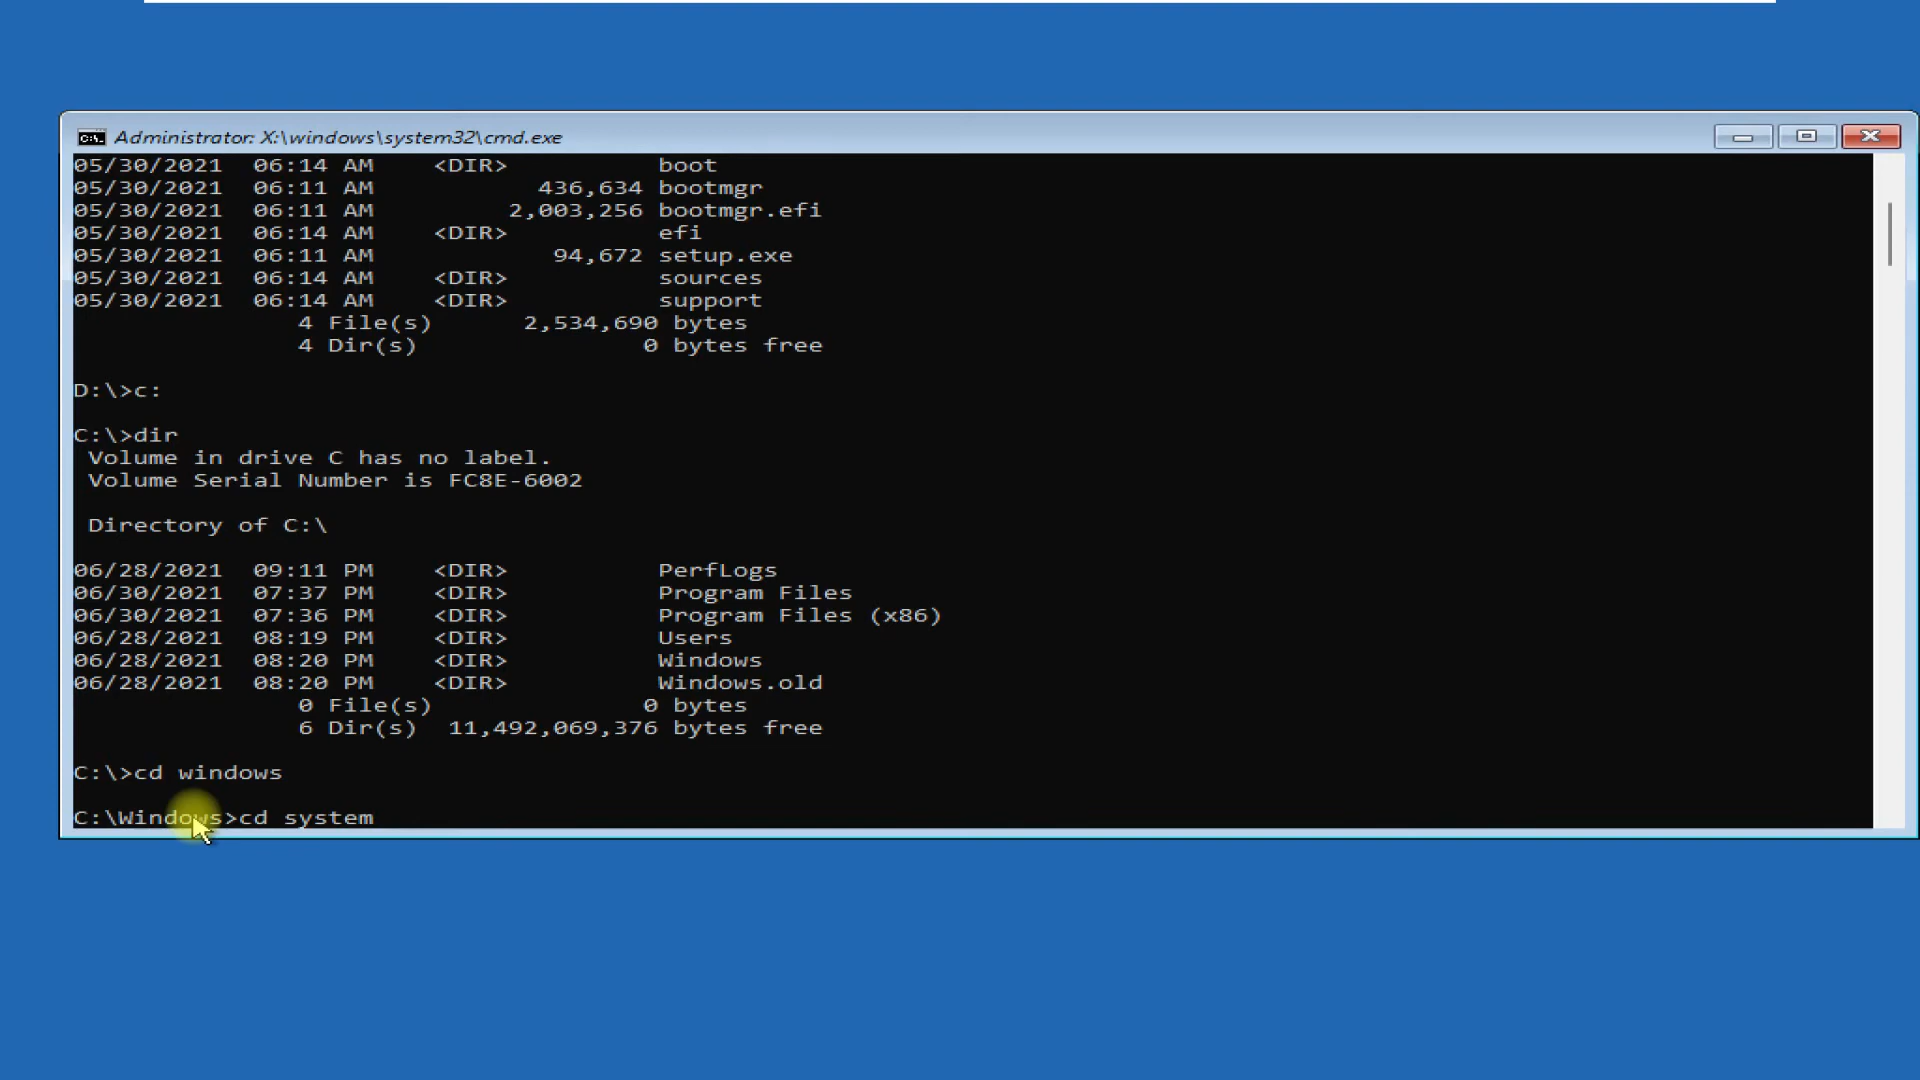 Administrator: X:\windows\system32\cmd.exe
05/30/2021 06:14 AM <DIR> boot
05/30/2021 06:11 AM 436,634 bootmgr
05/30/2021 06:11 AM 2,003,256 bootmgr.efi
05/30/2021 06:14 AM <DIR> efi
05/30/2021 06:11 AM 94,672 setup.exe
05/30/2021 06:14 AM <DIR> sources
05/30/2021 06:14 AM <DIR> support
4 File(s) 2,534,690 bytes
4 Dir(s) 0 bytes free
D:\>c:
C:\>dir
Volume in drive C has no label.
Volume Serial Number is FC8E-6002
Directory of C:\
06/28/2021 09:11 PM <DIR> PerfLogs
06/30/2021 07:37 PM <DIR> Program Files
06/30/2021 07:36 PM <DIR> Program Files (x86)
06/28/2021 08:19 PM <DIR> Users
06/28/2021 08:20 PM <DIR> Windows
06/28/2021 08:20 PM <DIR> Windows.old
0 File(s) 0 bytes
6 Dir(s) 11,492,069,376 bytes free
C:\>cd windows
C:\Windows>cd system